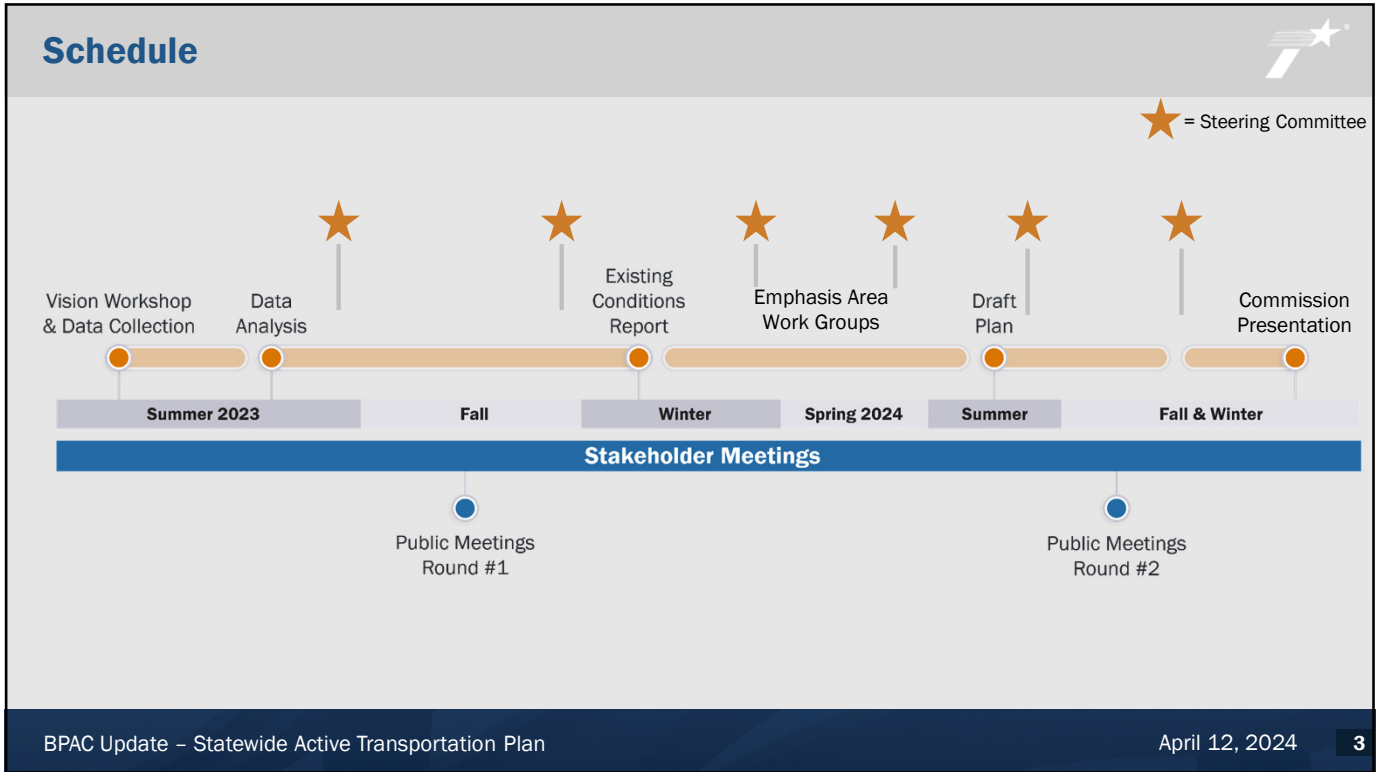 Schedule
= Steering Committee
Vision Workshop
& Data Collection
Data
Analysis
Existing
Conditions
Report
Emphasis Area
Work Groups
Draft
Plan
Commission
Presentation
Summer 2023
Fall
Winter
Spring 2024
Summer
Fall & Winter
Stakeholder Meetings
Public Meetings
Round #1
Public Meetings
Round #2
BPAC Update – Statewide Active Transportation Plan
April 12, 2024
3